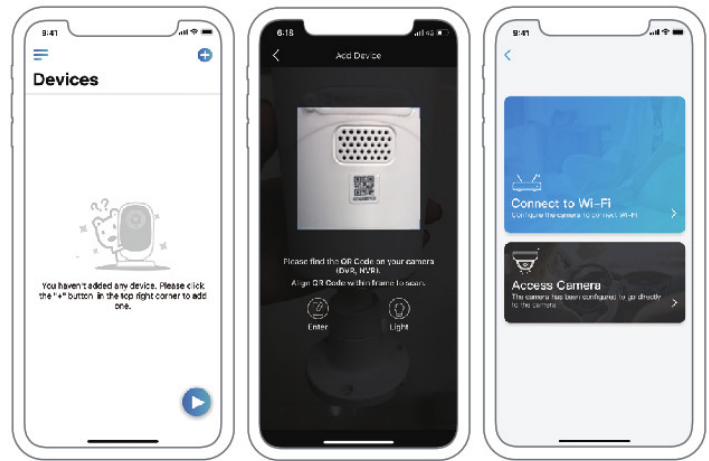 9:41
Devices
You haven't added any device. Please click
the "+" button in the top right corner to add
one.
6:18
4G
Add Device
Please find the QR Code on your camera
(DVR, NVR).
Align QR Code within frame to scan.
Enter
Light
9:41
Connect to Wi-Fi
Configure the camera to connect Wi-Fi
Access Camera
The camera has been configured to go directly
to the camera